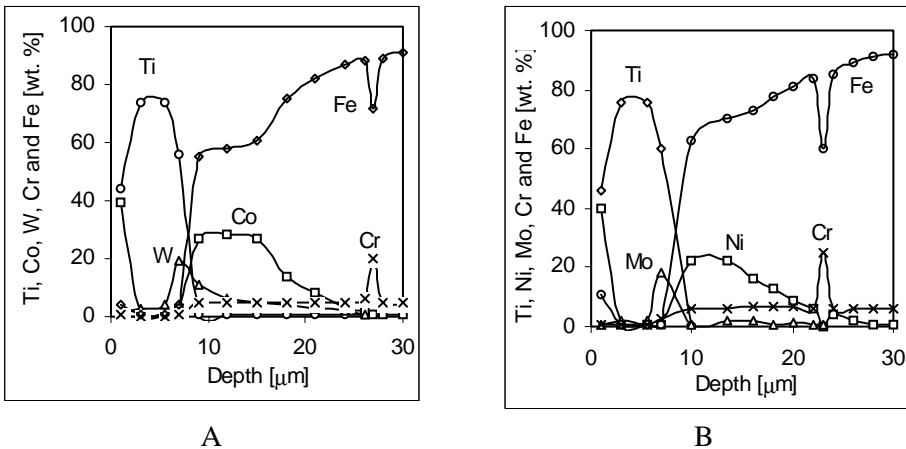 Ti, Co, W, Cr and Fe [wt. %]
100
80
60
40
20
0
0 10 20 30
Depth [μm]
Ti
Fe
Co
W
Cr
A
Ti, Ni, Mo, Cr and Fe [wt. %]
100
80
60
40
20
0
0 10 20 30
Depth [μm]
Ti
Fe
Mo
Ni
Cr
B